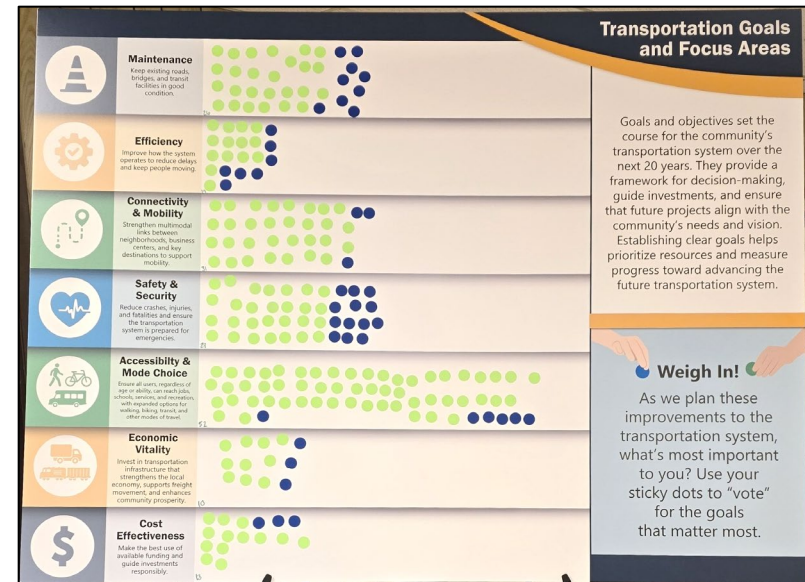 Transportation Goals
and Focus Areas
Maintenance
Keep existing roads,
bridges, and transit
facilities in good
condition.
Efficiency
Improve how the system
operates to reduce delays
and keep people moving.
Connectivity
& Mobility
Strengthen multimodal
links between
neighborhoods, business
centers, and key
destinations to support
mobility.
Safety &
Security
Reduce crashes, injuries,
and fatalities and ensure
the transportation
system is prepared for
emergencies.
Accessibilty &
Mode Choice
Ensure all users, regardless of
age or ability, can reach jobs,
schools, services, and recreation,
with expanded options for
walking, biking, transit, and
other modes of travel.
Economic
Vitality
Invest in transportation
infrastructure that
strengthens the local
economy, supports freight
movement, and enhances
community prosperity.
Cost
Effectiveness
Make the best use of
available funding and
guide investments
responsibly.
Goals and objectives set the
course for the community's
transportation system over the
next 20 years. They provide a
framework for decision-making,
guide investments, and ensure
that future projects align with the
community's needs and vision.
Establishing clear goals helps
prioritize resources and measure
progress toward advancing the
future transportation system.
Weigh In!
As we plan these
improvements to the
transportation system,
what's most important
to you? Use your
sticky dots to "vote"
for the goals
that matter most.